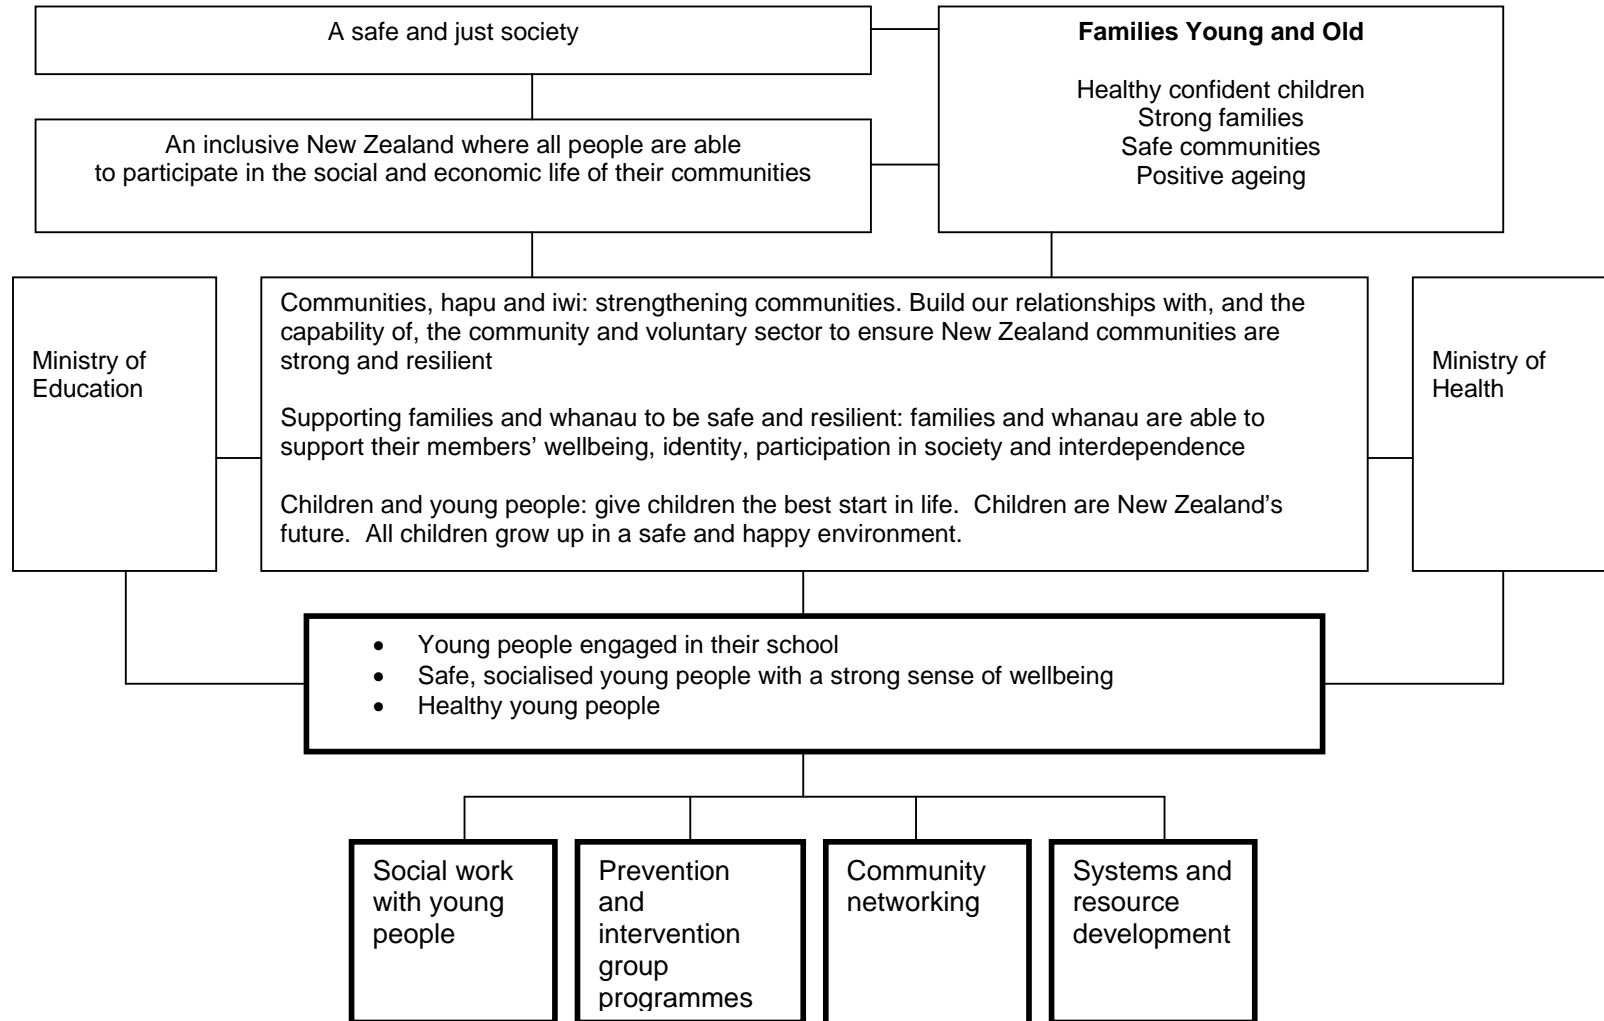 A safe and just society
Families Young and Old
Healthy confident children
Strong families
Safe communities
Positive ageing
An inclusive New Zealand where all people are able
to participate in the social and economic life of their communities
Ministry of
Education
Communities, hapu and iwi: strengthening communities. Build our relationships with, and the
capability of, the community and voluntary sector to ensure New Zealand communities are
strong and resilient
Supporting families and whanau to be safe and resilient: families and whanau are able to
support their members’ wellbeing, identity, participation in society and interdependence
Children and young people: give children the best start in life.  Children are New Zealand’s
future.  All children grow up in a safe and happy environment.
Ministry of
Health
• Young people engaged in their school
• Safe, socialised young people with a strong sense of wellbeing
• Healthy young people
Social work
with young
people
Prevention
and
intervention
group
programmes
Community
networking
Systems and
resource
development